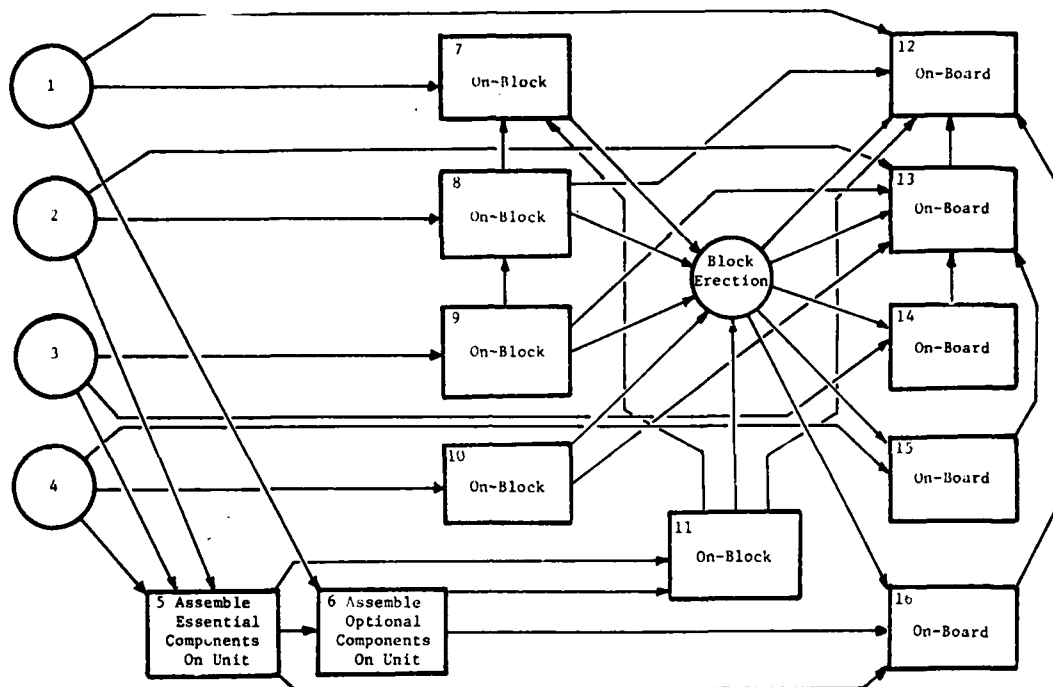 1
2
3
4
5 Assemble
Essential
Components
On Unit
6 Assemble
Optional
Components
On Unit
7
On-Block
8
On-Block
9
On-Block
10
On-Block
11
On-Block
Block
Erection
12
On-Board
13
On-Board
14
On-Board
15
On-Board
16
On-Board